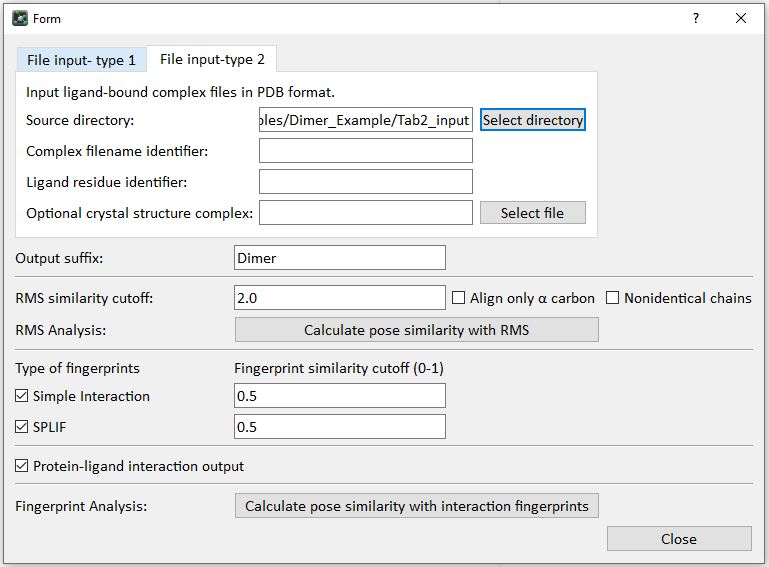 Form
?
File input- type 1
File input-type 2
Input ligand-bound complex files in PDB format.
Source directory: ples/Dimer_Example/Tab2_input Select directory
Complex filename identifier:
Ligand residue identifier:
Optional crystal structure complex: Select file
Output suffix: Dimer
RMS similarity cutoff: 2.0 Align only α carbon Nonidentical chains
RMS Analysis: Calculate pose similarity with RMS
Type of fingerprints Fingerprint similarity cutoff (0-1)
Simple Interaction 0.5
SPLIF 0.5
Protein-ligand interaction output
Fingerprint Analysis: Calculate pose similarity with interaction fingerprints
Close